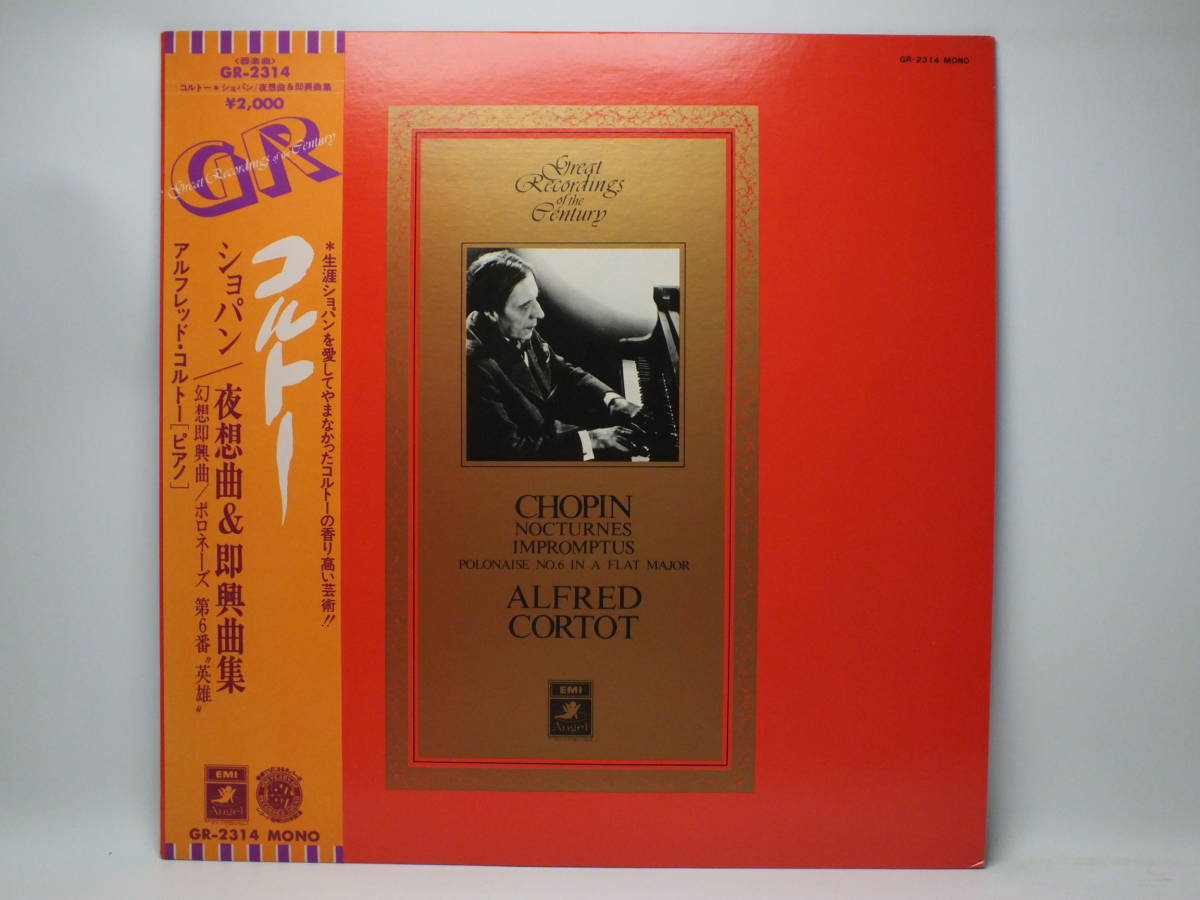 〈器楽曲〉
GR-2314
コルトー＊ショパン/夜想曲&即興曲集
¥2,000
GR
Great Recordings of the Century
コルトー
＊生涯ショパンを愛してやまなかったコルトーの香り高い芸術!!
ショパン/夜想曲&即興曲集
幻想即興曲/ポロネーズ 第6番〝英雄〟
アルフレッド・コルトー[ピアノ]
EMI
Angel
GR-2314 MONO
GR-2314 MONO
Great
Recordings
of the
Century
CHOPIN
NOCTURNES
IMPROMPTUS
POLONAISE NO.6 IN A FLAT MAJOR
ALFRED
CORTOT
EMI
Angel